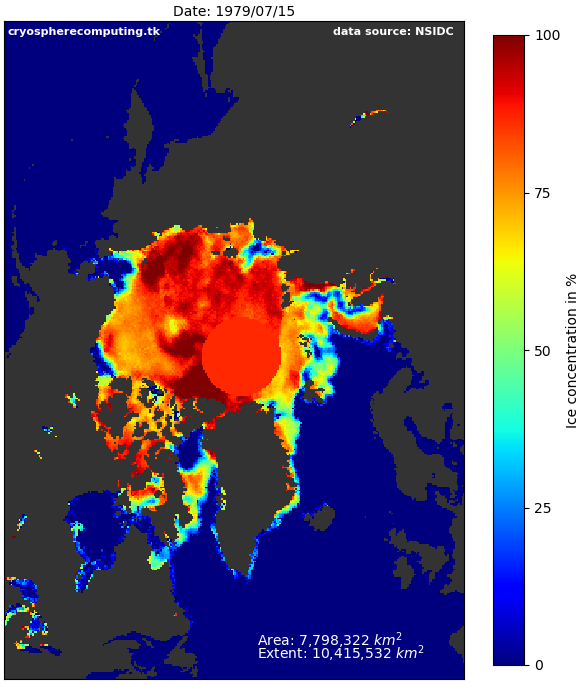 Date: 1979/07/15
cryospherecomputing.tk data source: NSIDC
100
75
50
25
0
Ice concentration in %
Area: 7,798,322 km²
Extent: 10,415,532 km²